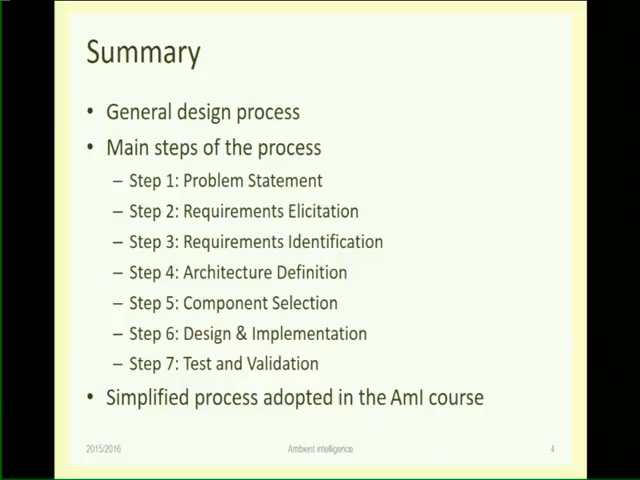 Summary
• General design process
• Main steps of the process
– Step 1: Problem Statement
– Step 2: Requirements Elicitation
– Step 3: Requirements Identification
– Step 4: Architecture Definition
– Step 5: Component Selection
– Step 6: Design & Implementation
– Step 7: Test and Validation
• Simplified process adopted in the AmI course
2015/2016 Ambient intelligence 4